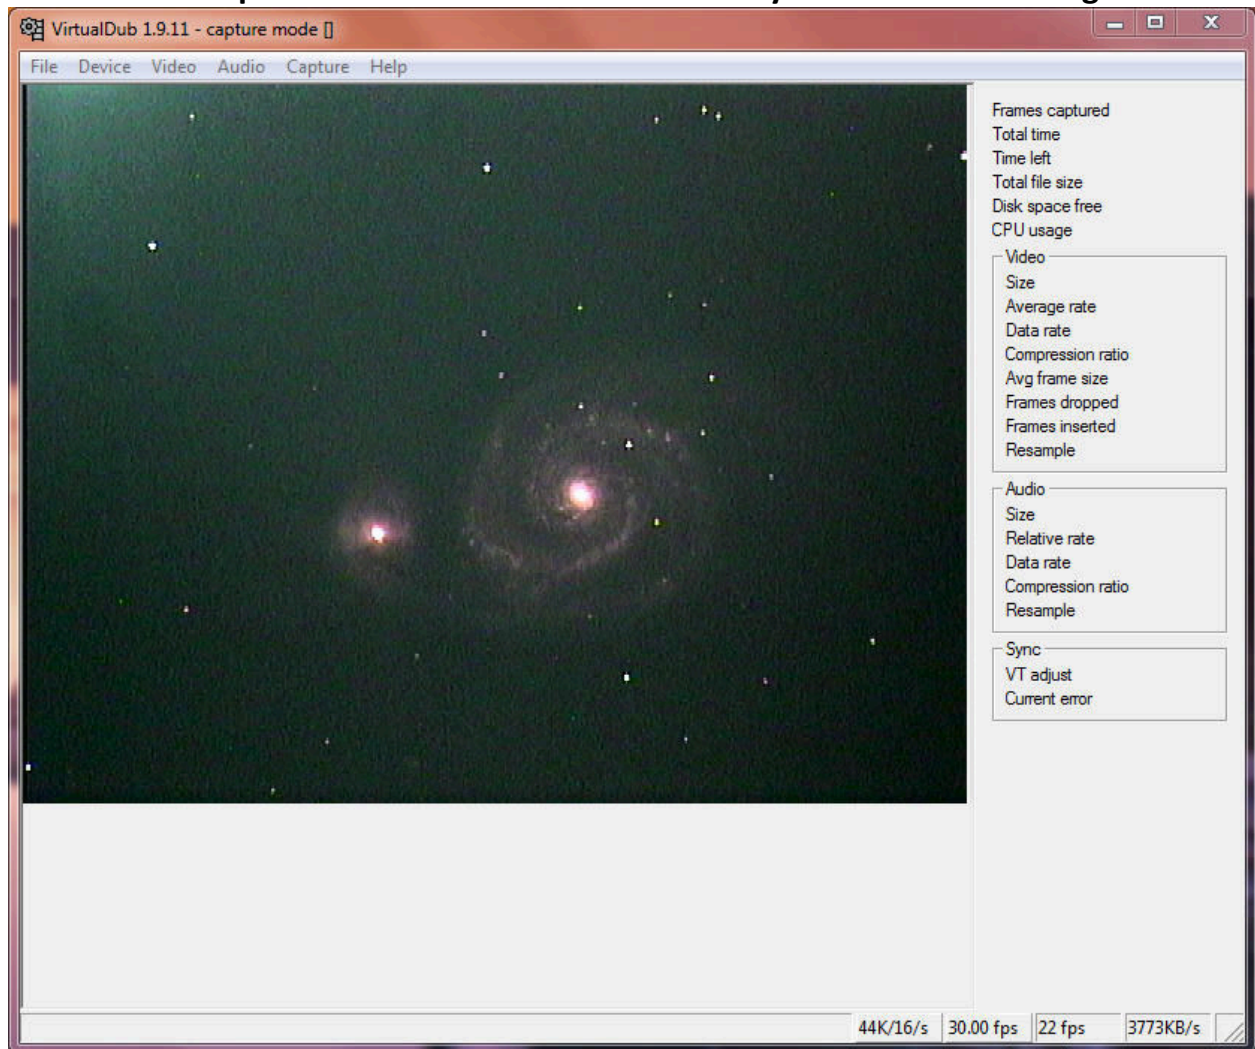 VirtualDub 1.9.11 - capture mode []
File Device Video Audio Capture Help
Frames captured
Total time
Time left
Total file size
Disk space free
CPU usage
Video
Size
Average rate
Data rate
Compression ratio
Avg frame size
Frames dropped
Frames inserted
Resample
Audio
Size
Relative rate
Data rate
Compression ratio
Resample
Sync
VT adjust
Current error
44K/16/s 30.00 fps 22 fps 3773KB/s